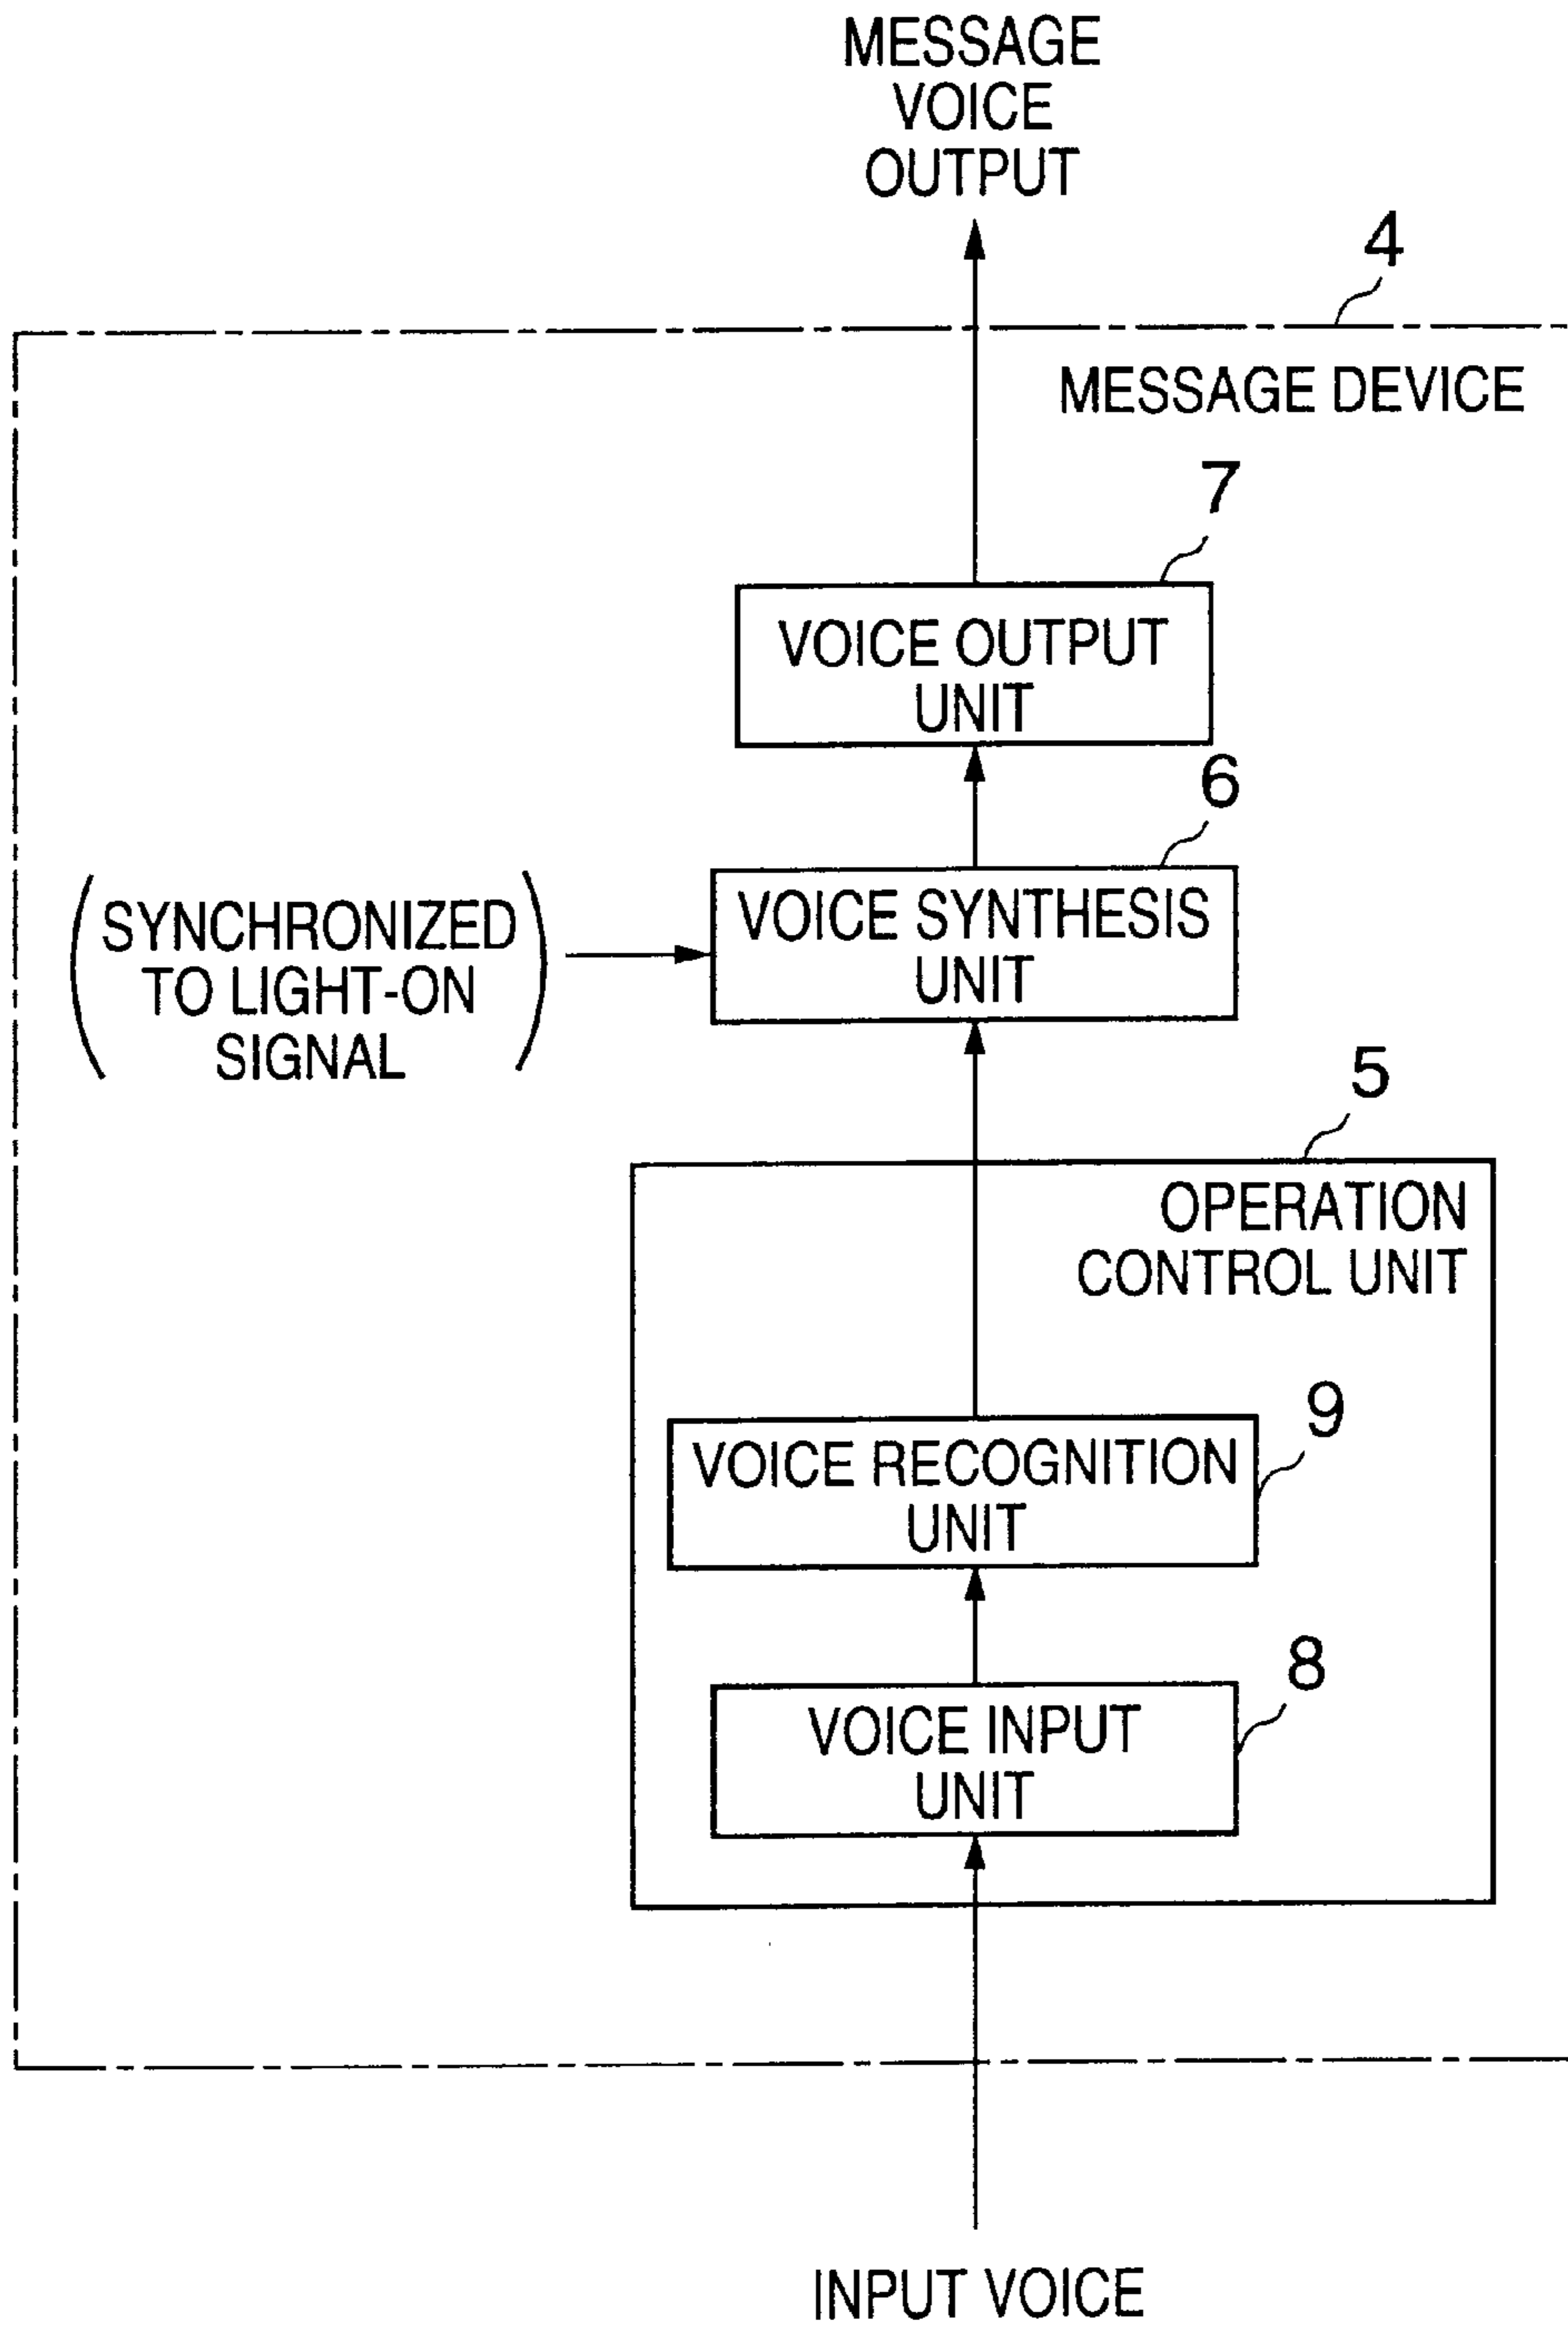 MESSAGE
VOICE
OUTPUT
4
MESSAGE DEVICE
7
VOICE OUTPUT
UNIT
6
VOICE SYNTHESIS
UNIT
(SYNCHRONIZED
TO LIGHT-ON
SIGNAL)
5
OPERATION
CONTROL UNIT
9
VOICE RECOGNITION
UNIT
8
VOICE INPUT
UNIT
INPUT VOICE